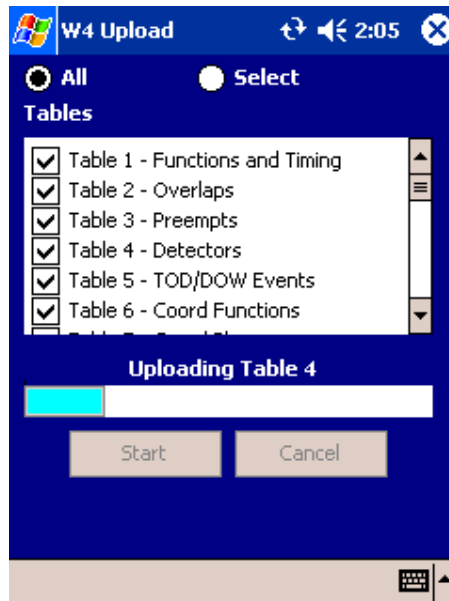 W4 Upload 2:05
All Select
Tables
Table 1 - Functions and Timing
Table 2 - Overlaps
Table 3 - Preempts
Table 4 - Detectors
Table 5 - TOD/DOW Events
Table 6 - Coord Functions
Uploading Table 4
Start Cancel